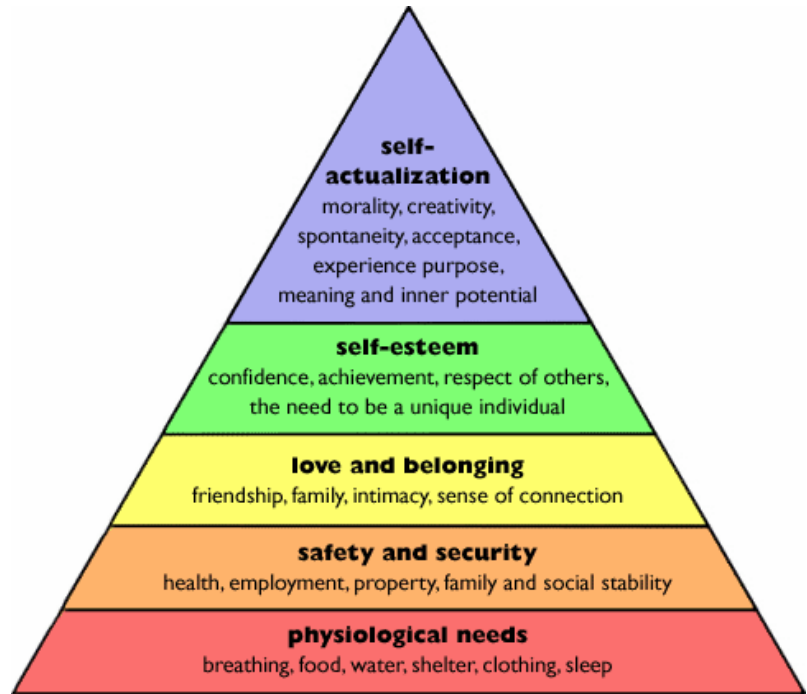 self-
actualization
morality, creativity,
spontaneity, acceptance,
experience purpose,
meaning and inner potential
self-esteem
confidence, achievement, respect of others,
the need to be a unique individual
love and belonging
friendship, family, intimacy, sense of connection
safety and security
health, employment, property, family and social stability
physiological needs
breathing, food, water, shelter, clothing, sleep